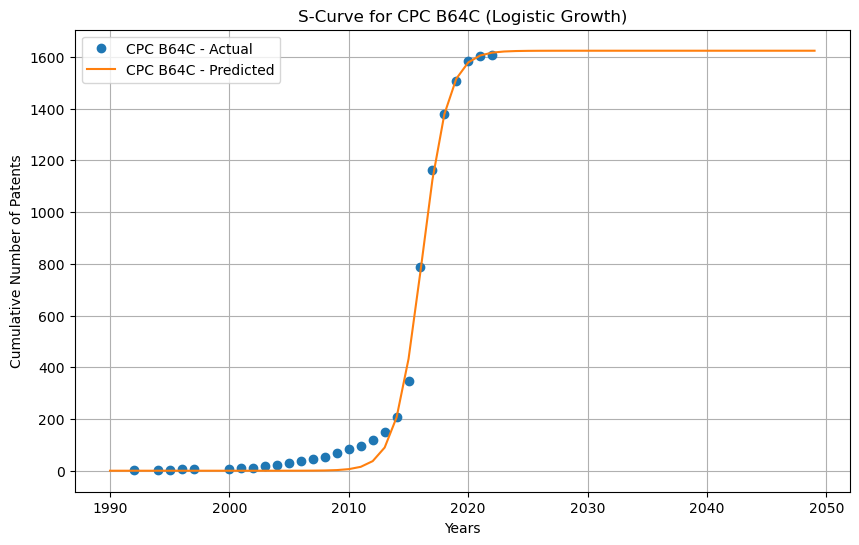 S-Curve for CPC B64C (Logistic Growth)
CPC B64C - Actual
CPC B64C - Predicted
Cumulative Number of Patents
1600
1400
1200
1000
800
600
400
200
0
1990 2000 2010 2020 2030 2040 2050
Years